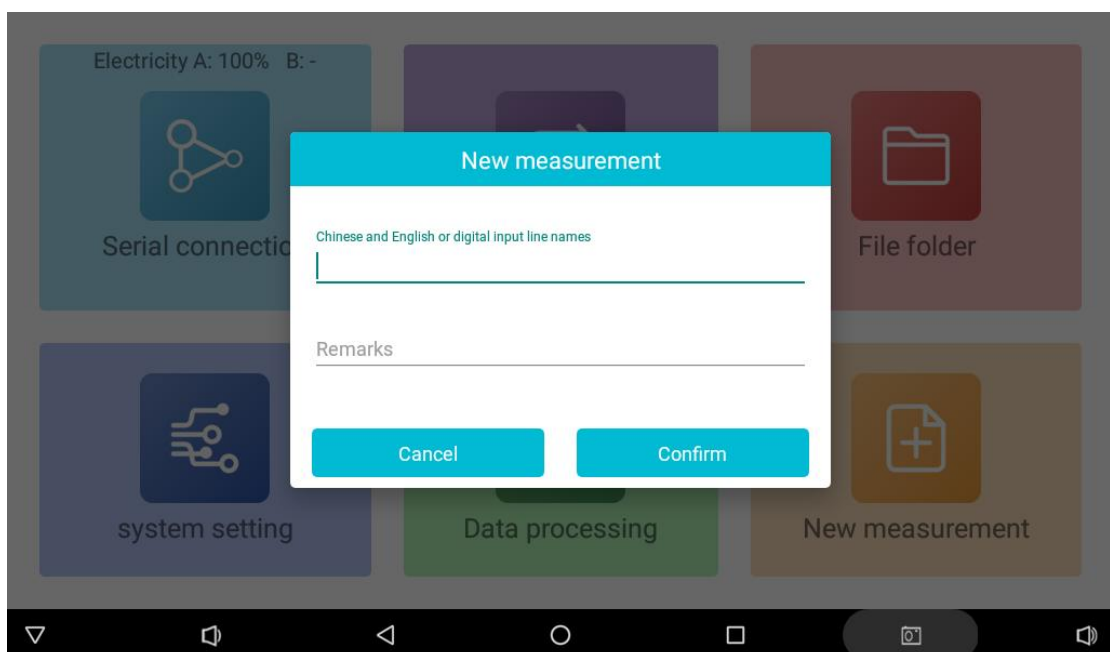 Electricity A: 100% B: -
New measurement
Chinese and English or digital input line names
Serial connectio
File folder
Remarks
Cancel
Confirm
system setting
Data processing
New measurement